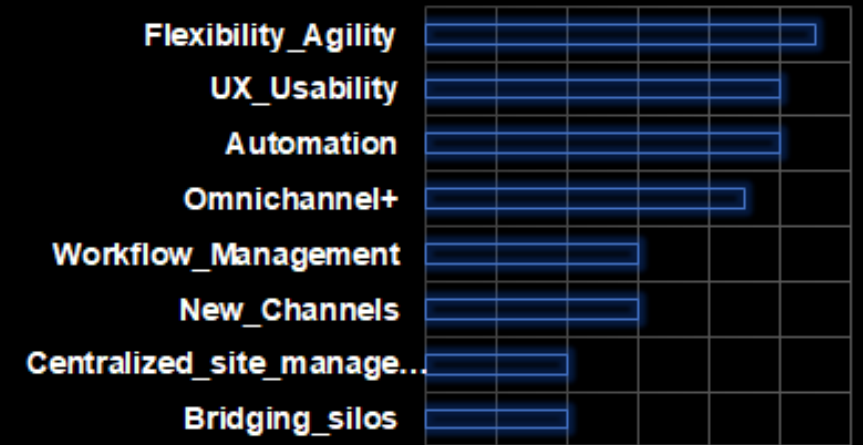 Flexibility_Agility
UX_Usability
Automation
Omnichannel+
Workflow_Management
New_Channels
Centralized_site_manage...
Bridging_silos